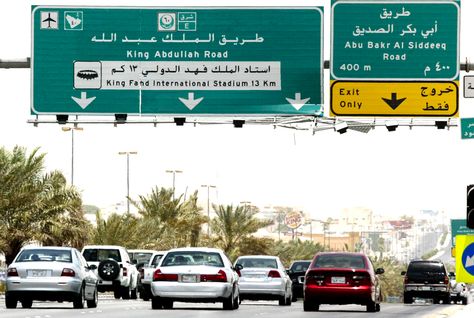 شرق
E
طريق الملك عبد الله
King Abdullah Road
استاد الملك فهد الدولي ١٣ كم
King Fahd International Stadium 13 Km
طريق
أبي بكر الصديق
Abu Bakr Al Siddeeq
Road
400 m
٤٠٠ م
Exit
Only
خروج
فقط